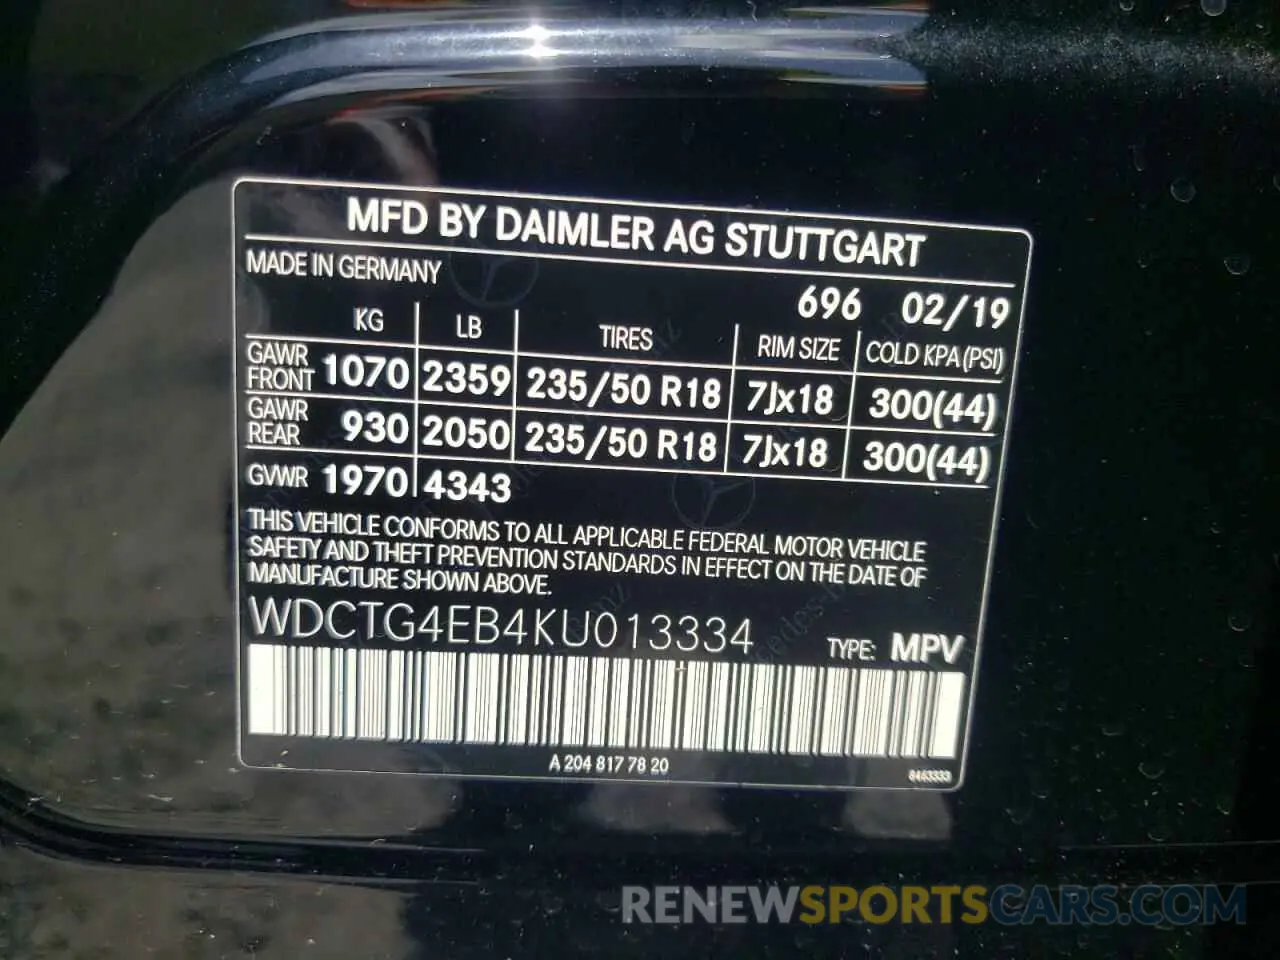 MFD BY DAIMLER AG STUTTGART
MADE IN GERMANY
696 02/19
KG LB TIRES RIM SIZE COLD KPA (PSI)
GAWR FRONT 1070 2359 235/50 R18 7Jx18 300(44)
GAWR REAR 930 2050 235/50 R18 7Jx18 300(44)
GVWR 1970 4343
THIS VEHICLE CONFORMS TO ALL APPLICABLE FEDERAL MOTOR VEHICLE
SAFETY AND THEFT PREVENTION STANDARDS IN EFFECT ON THE DATE OF
MANUFACTURE SHOWN ABOVE.
WDCTG4EB4KU013334 TYPE: MPV
A 204 817 78 20
8463333
RENEWSPORTSCARS.COM